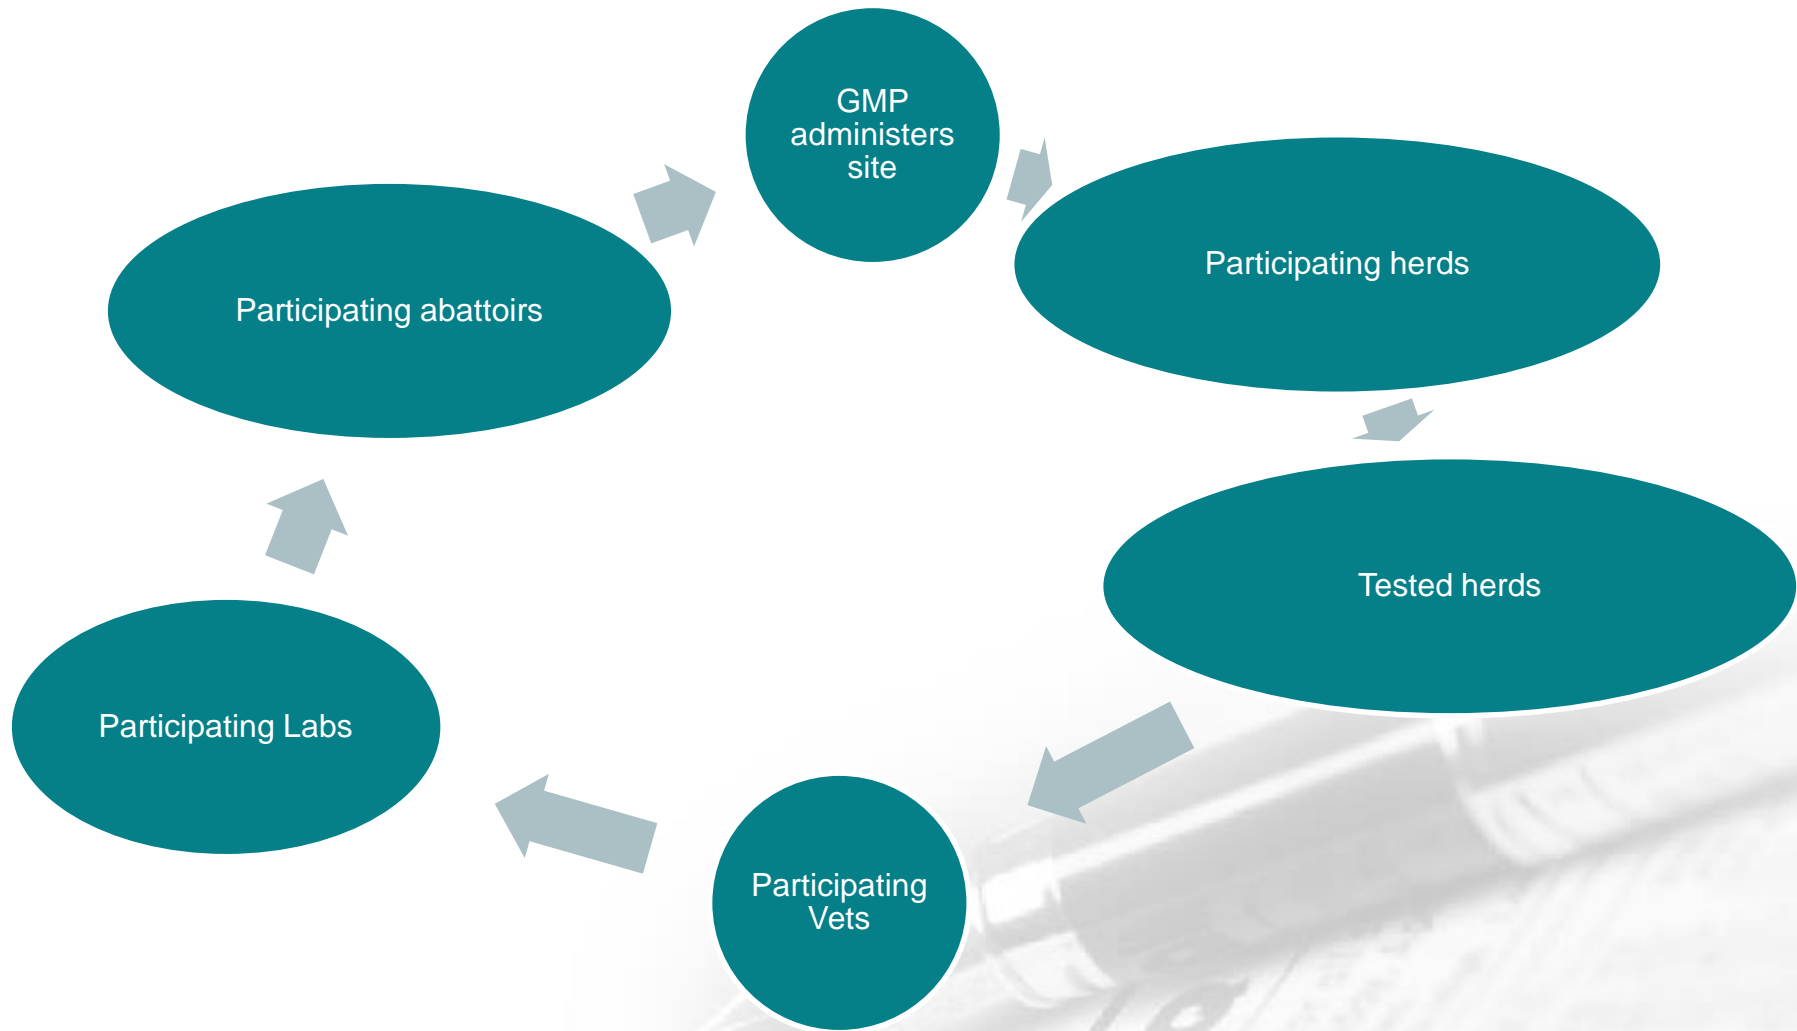 GMP
administers
site
Participating herds
Tested herds
Participating
Vets
Participating Labs
Participating abattoirs